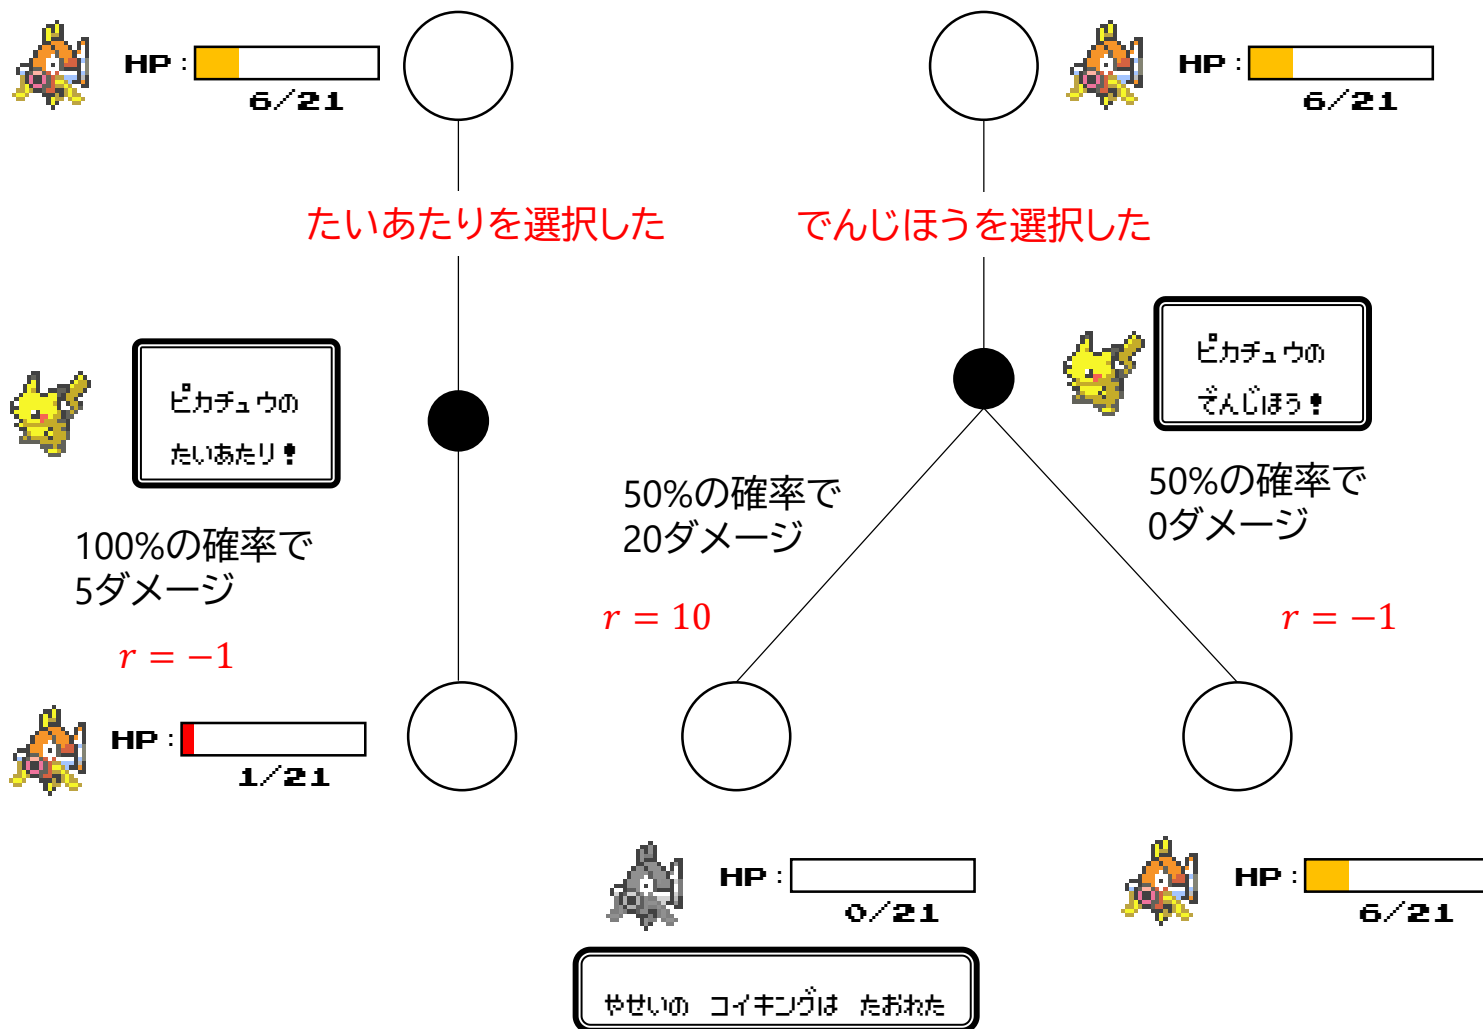 HP :
6/21
HP :
6/21
たいあたりを選択した
でんじほうを選択した
ピカチュウの
たいあたり!
ピカチュウの
でんじほう!
100%の確率で
5ダメージ
50%の確率で
20ダメージ
50%の確率で
0ダメージ
r = −1
r = 10
r = −1
HP :
1/21
HP :
0/21
HP :
6/21
やせいの コイキングは たおれた